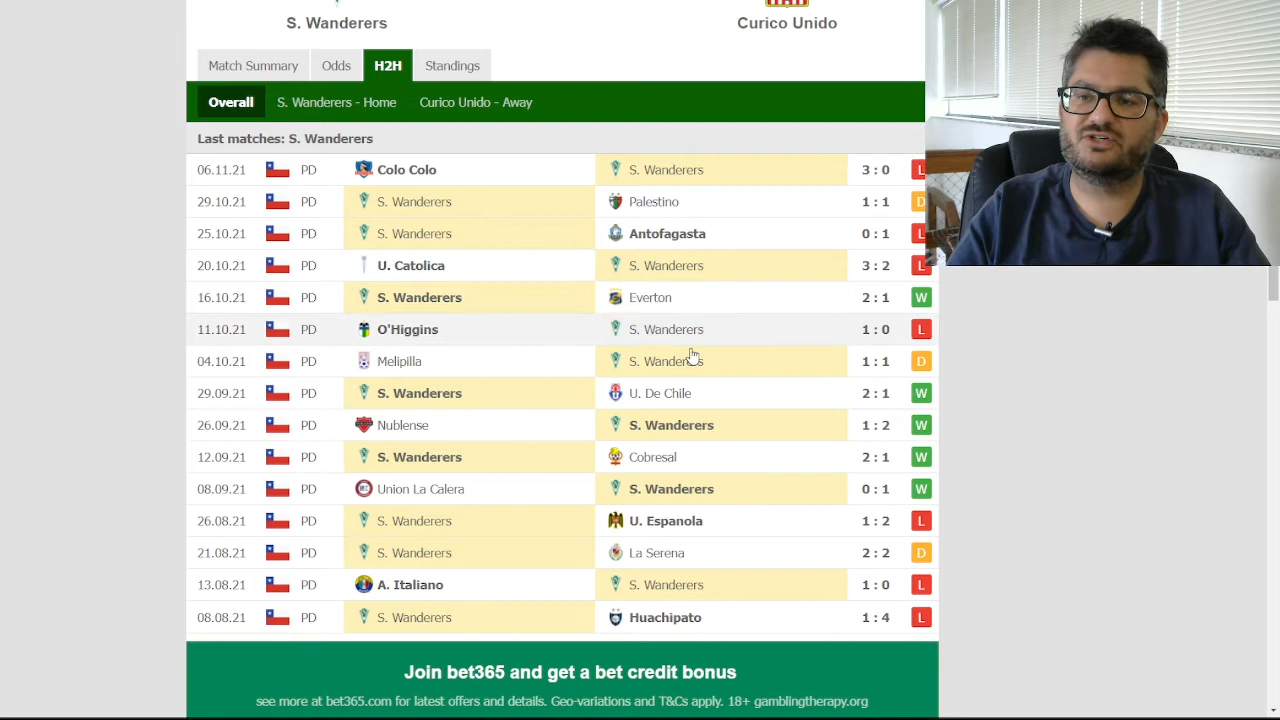 S. Wanderers Curico Unido
Match Summary Odds H2H Standings
Overall S. Wanderers - Home Curico Unido - Away
Last matches: S. Wanderers
06.11.21 PD Colo Colo S. Wanderers 3 : 0 L
29.10.21 PD S. Wanderers Palestino 1 : 1 D
25.10.21 PD S. Wanderers Antofagasta 0 : 1 L
20.10.21 PD U. Catolica S. Wanderers 3 : 2 L
16.10.21 PD S. Wanderers Everton 2 : 1 W
11.10.21 PD O'Higgins S. Wanderers 1 : 0 L
04.10.21 PD Melipilla S. Wanderers 1 : 1 D
29.09.21 PD S. Wanderers U. De Chile 2 : 1 W
26.09.21 PD Nublense S. Wanderers 1 : 2 W
12.09.21 PD S. Wanderers Cobresal 2 : 1 W
08.09.21 PD Union La Calera S. Wanderers 0 : 1 W
26.08.21 PD S. Wanderers U. Espanola 1 : 2 L
21.08.21 PD S. Wanderers La Serena 2 : 2 D
13.08.21 PD A. Italiano S. Wanderers 1 : 0 L
08.08.21 PD S. Wanderers Huachipato 1 : 4 L
Join bet365 and get a bet credit bonus
see more at bet365.com for latest offers and details. Geo-variations and T&Cs apply. 18+ gamblingtherapy.org